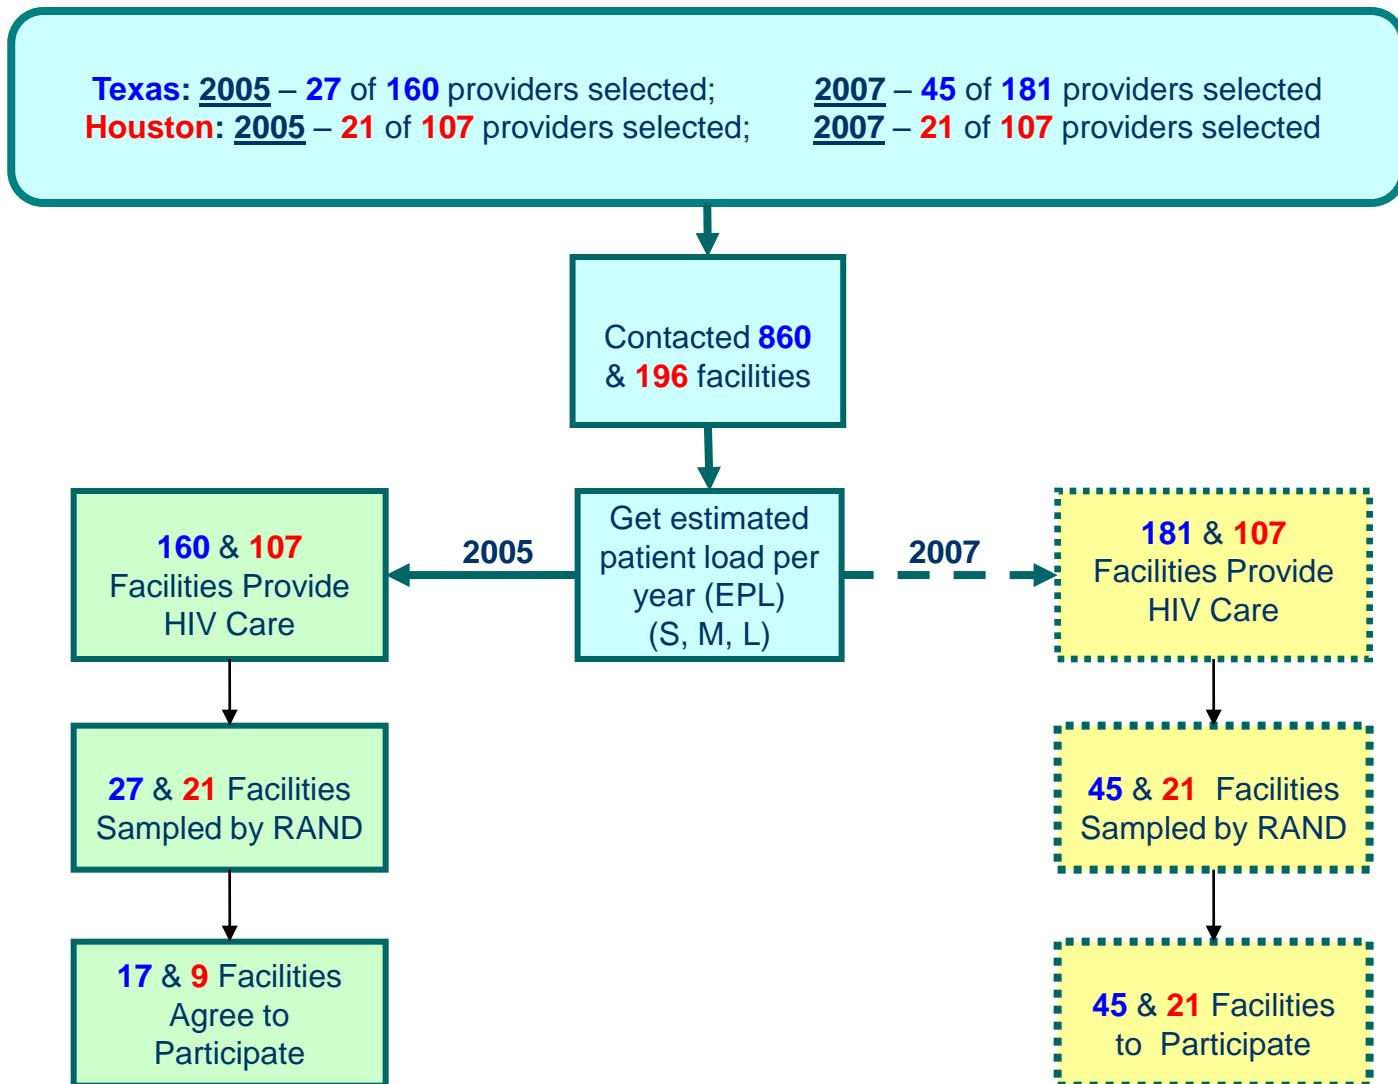 Texas: 2005 – 27 of 160 providers selected; 2007 – 45 of 181 providers selected
Houston: 2005 – 21 of 107 providers selected; 2007 – 21 of 107 providers selected
Contacted 860
& 196 facilities
Get estimated
patient load per
year (EPL)
(S, M, L)
2005
2007
160 & 107
Facilities Provide
HIV Care
181 & 107
Facilities Provide
HIV Care
27 & 21 Facilities
Sampled by RAND
45 & 21 Facilities
Sampled by RAND
17 & 9 Facilities
Agree to
Participate
45 & 21 Facilities
to Participate